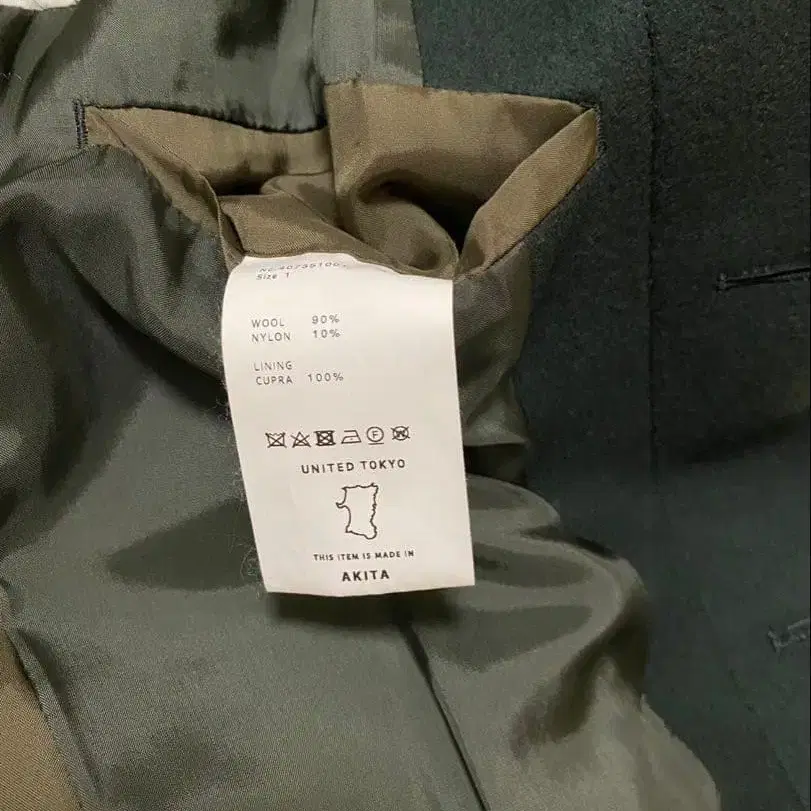 Size 1
WOOL 90%
NYLON 10%
LINING
CUPRA 100%
UNITED TOKYO
THIS ITEM IS MADE IN
AKITA